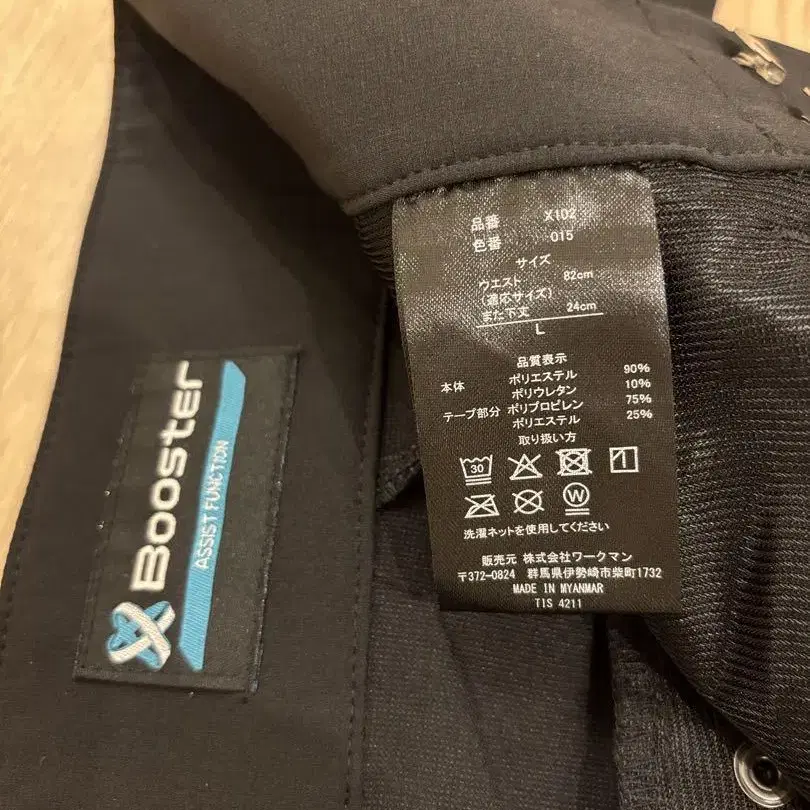 品番 X102
色番 015
サイズ
ウエスト 82cm
(適応サイズ)
また下丈 24cm
L
品質表示
本体 ポリエステル 90%
ポリウレタン 10%
テープ部分 ポリプロピレン 75%
ポリエステル 25%
取り扱い方
30
W
洗濯ネットを使用してください
販売元 株式会社ワークマン
〒372-0824 群馬県伊勢崎市柴町1732
MADE IN MYANMAR
TIS 4211
Booster
ASSIST FUNCTION